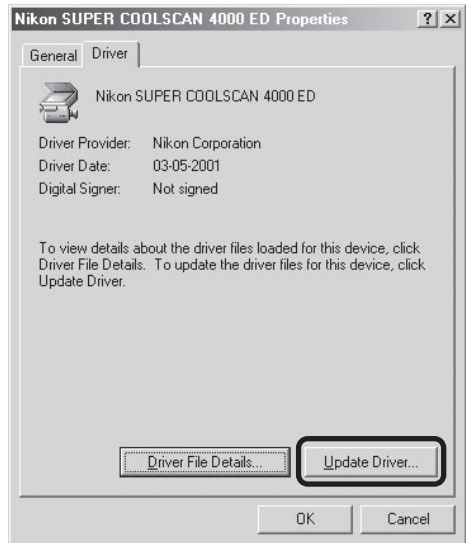 Nikon SUPER COOLSCAN 4000 ED Properties ? ×
General Driver
Nikon SUPER COOLSCAN 4000 ED
Driver Provider: Nikon Corporation
Driver Date: 03-05-2001
Digital Signer: Not signed
To view details about the driver files loaded for this device, click
Driver File Details. To update the driver files for this device, click
Update Driver.
Driver File Details... Update Driver...
OK Cancel